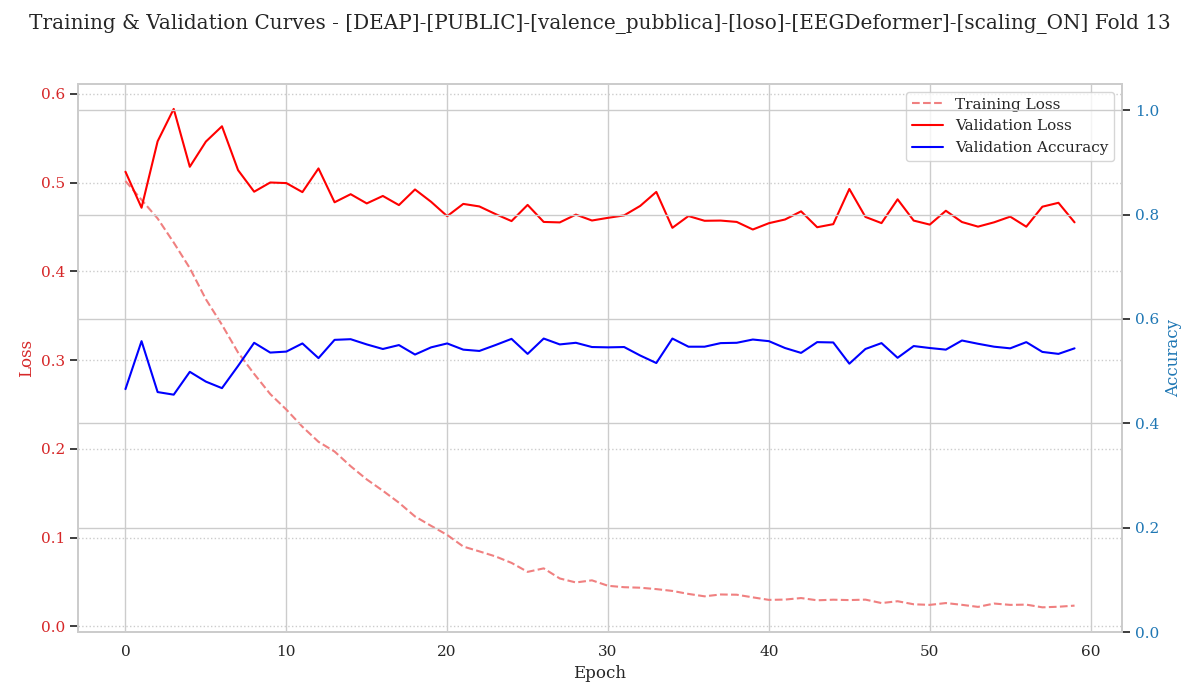 Training & Validation Curves - [DEAP]-[PUBLIC]-[valence_pubblica]-[loso]-[EEGDeformer]-[scaling_ON] Fold 13
Training Loss
Validation Loss
Validation Accuracy
0.6
0.5
0.4
0.3
0.2
0.1
0.0
Loss
1.0
0.8
0.6
0.4
0.2
0.0
Accuracy
0
10
20
30
40
50
60
Epoch